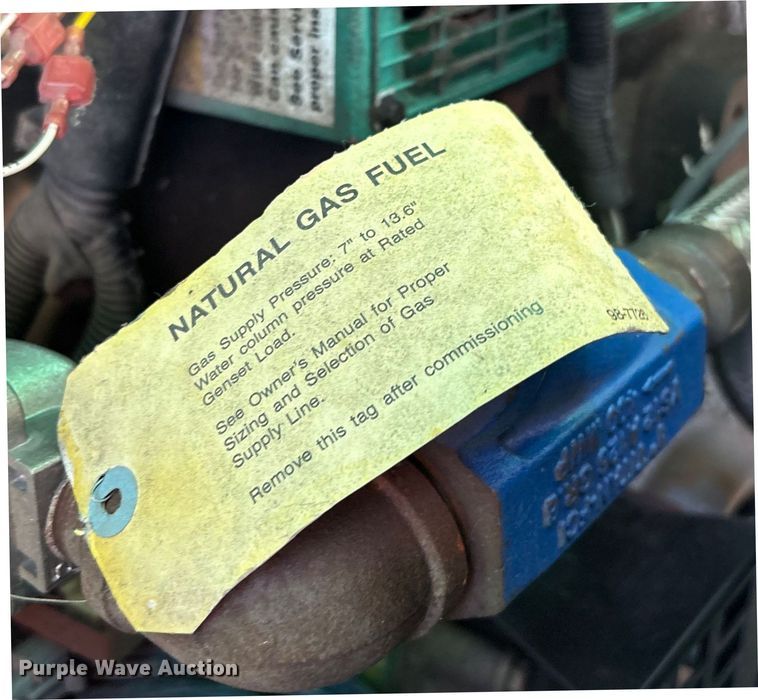 NATURAL GAS FUEL
Gas Supply Pressure: 7" to 13.6"
Water column pressure at Rated
Genset Load.
See Owner's Manual for Proper
Sizing and Selection of Gas
Supply Line.
Remove this tag after commissioning
Purple Wave Auction